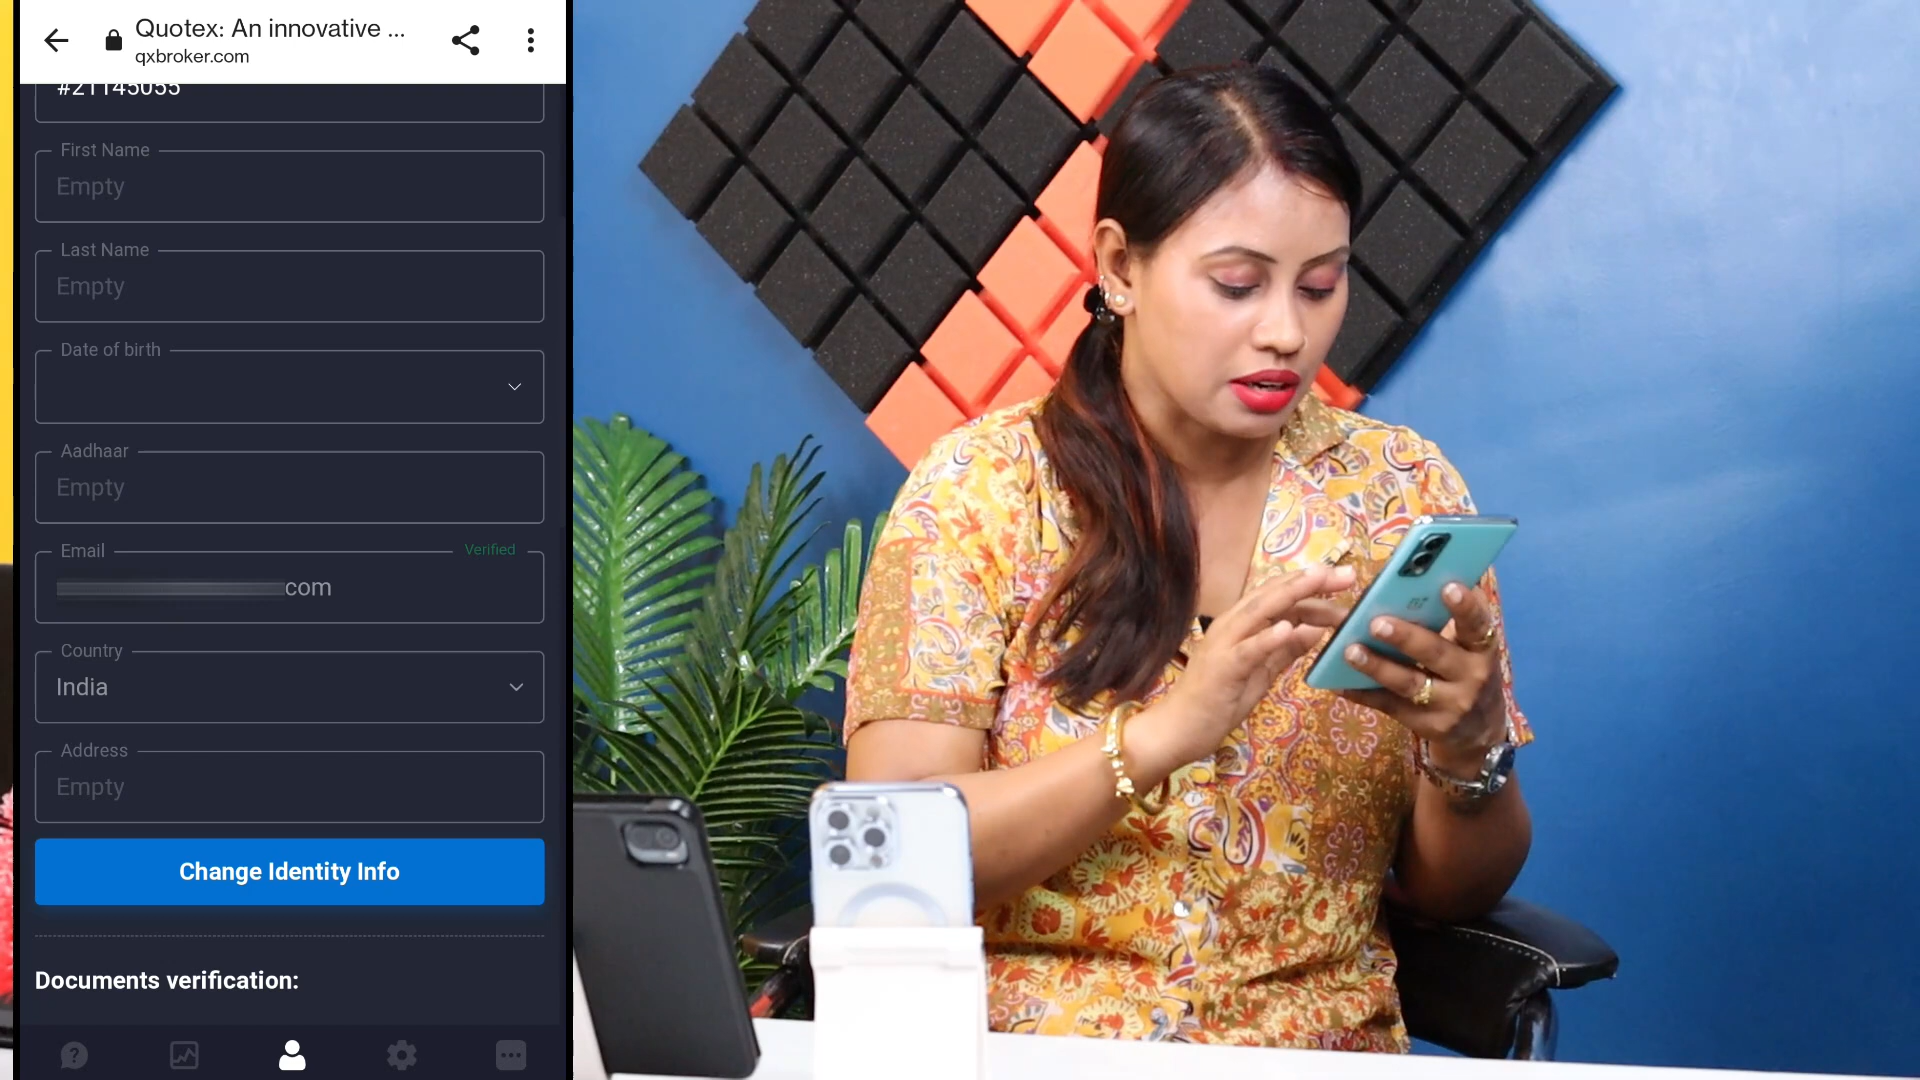 Quotex: An innovative ...
qxbroker.com
#21145055
First Name
Empty
Last Name
Empty
Date of birth
Aadhaar
Empty
Email
Verified
com
Country
India
Address
Empty
Change Identity Info
Documents verification: